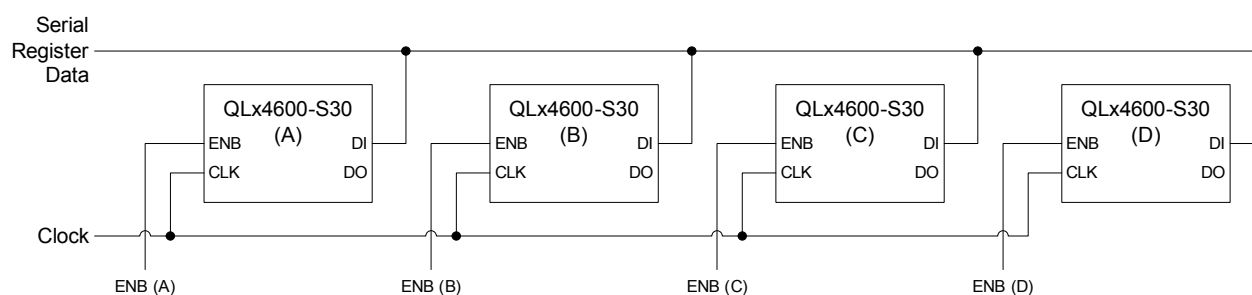 Serial
Register
Data
QLx4600-S30
(A)
ENB
DI
CLK
DO
QLx4600-S30
(B)
ENB
DI
CLK
DO
QLx4600-S30
(C)
ENB
DI
CLK
DO
QLx4600-S30
(D)
ENB
DI
CLK
DO
Clock
ENB (A)
ENB (B)
ENB (C)
ENB (D)